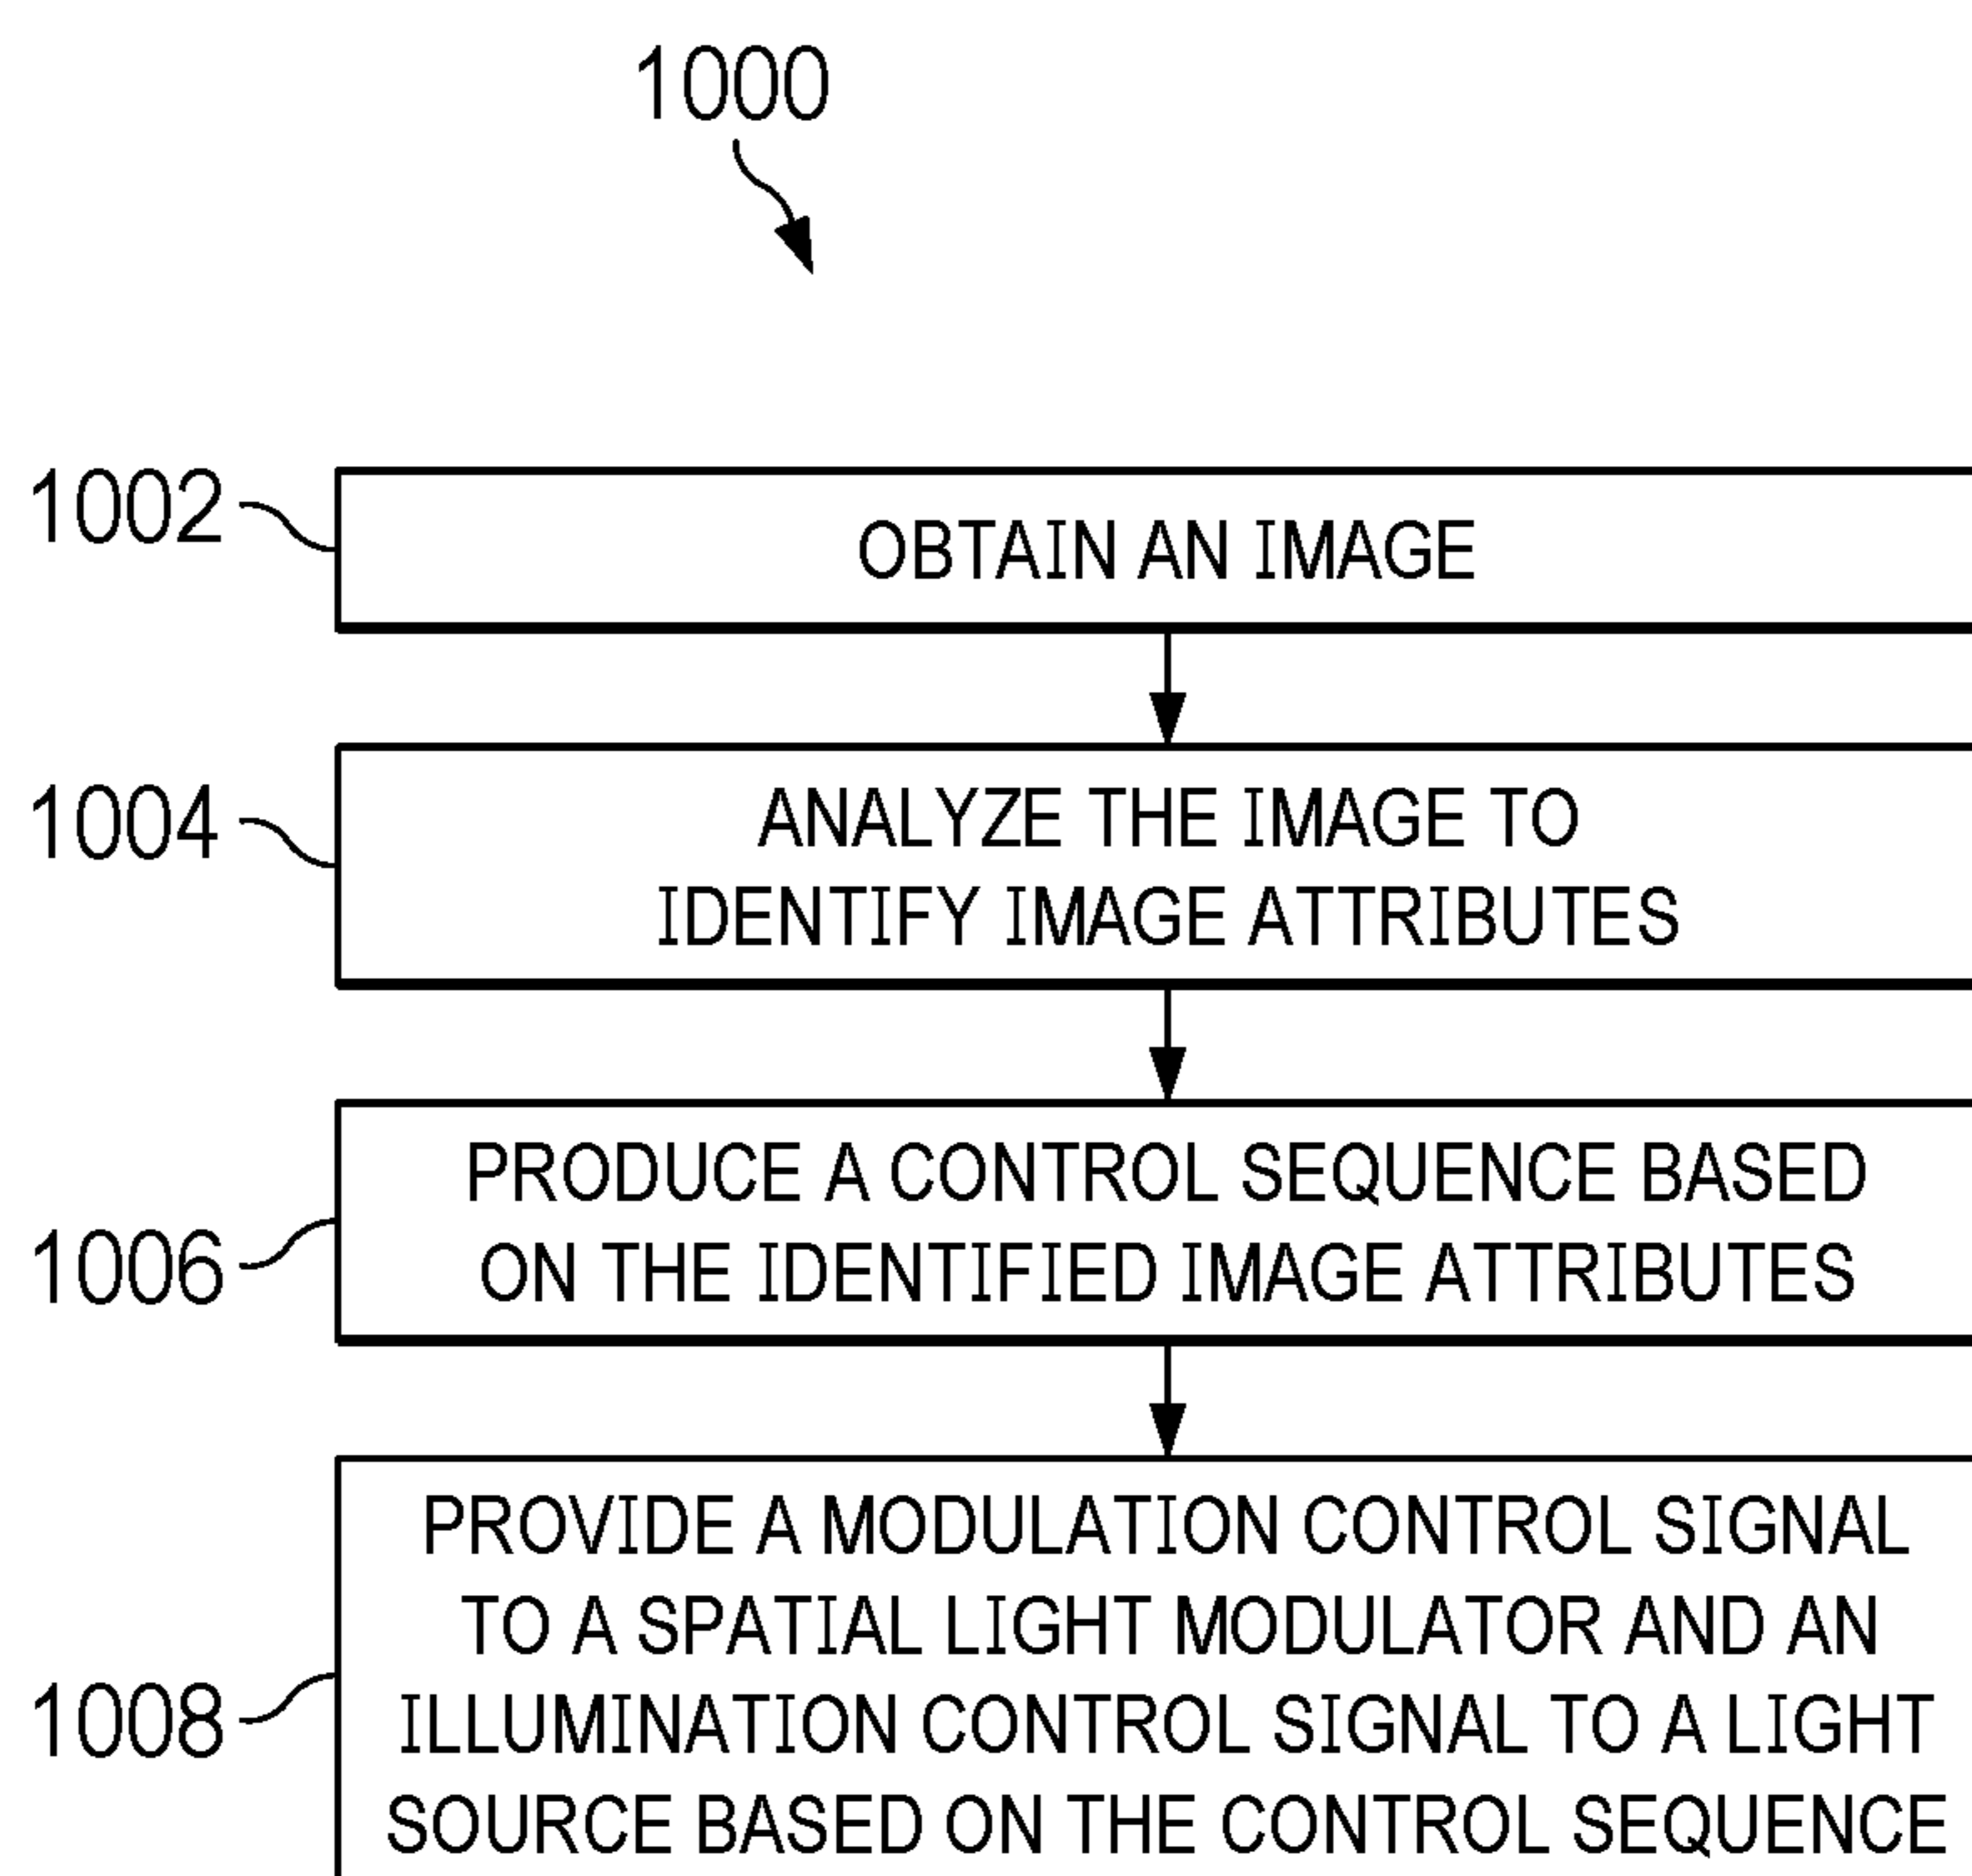 1000
1002
OBTAIN AN IMAGE
1004
ANALYZE THE IMAGE TO
IDENTIFY IMAGE ATTRIBUTES
1006
PRODUCE A CONTROL SEQUENCE BASED
ON THE IDENTIFIED IMAGE ATTRIBUTES
1008
PROVIDE A MODULATION CONTROL SIGNAL
TO A SPATIAL LIGHT MODULATOR AND AN
ILLUMINATION CONTROL SIGNAL TO A LIGHT
SOURCE BASED ON THE CONTROL SEQUENCE